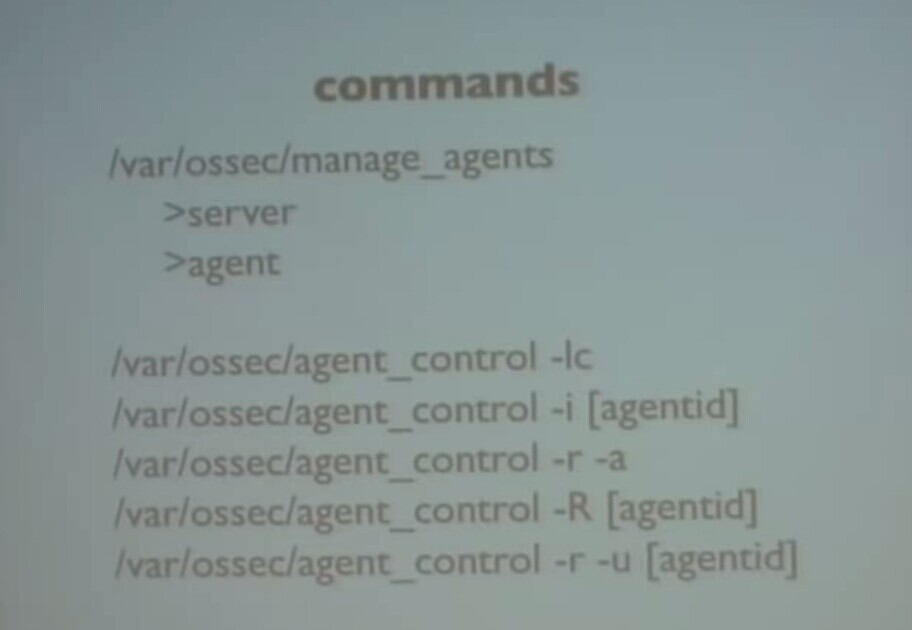 commands
/var/ossec/manage_agents
>server
>agent
/var/ossec/agent_control -lc
/var/ossec/agent_control -i [agentid]
/var/ossec/agent_control -r -a
/var/ossec/agent_control -R [agentid]
/var/ossec/agent_control -r -u [agentid]